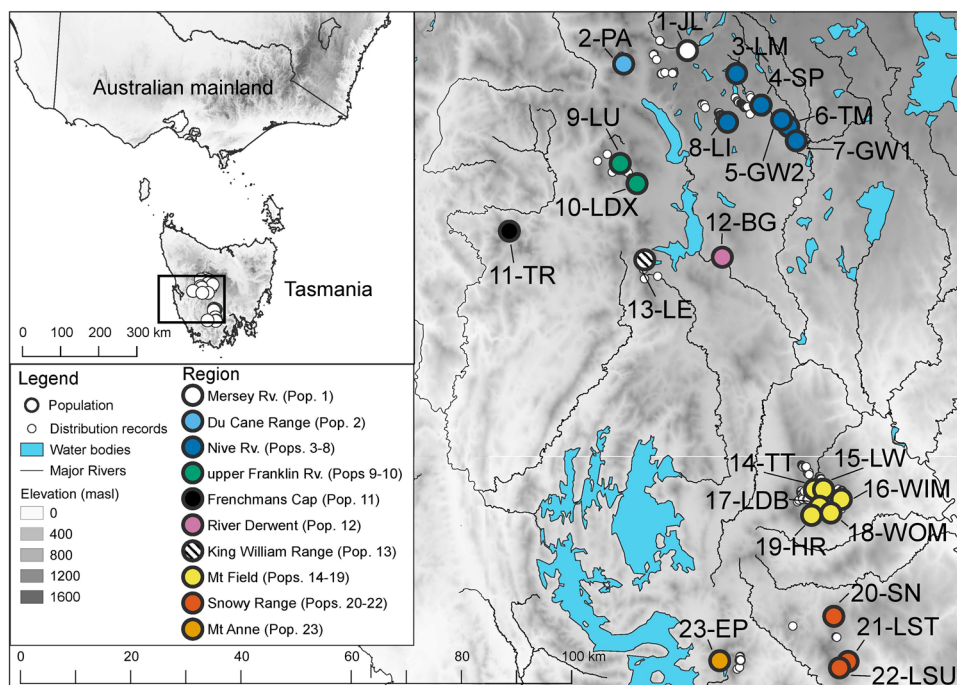 Australian mainland
Tasmania
0 100 200 300 km
Legend
Population
Distribution records
Water bodies
Major Rivers
Elevation (masl)
0
400
800
1200
1600
Region
Mersey Rv. (Pop. 1)
Du Cane Range (Pop. 2)
Nive Rv. (Pops. 3-8)
upper Franklin Rv. (Pops 9-10)
Frenchmans Cap (Pop. 11)
River Derwent (Pop. 12)
King William Range (Pop. 13)
Mt Field (Pops. 14-19)
Snowy Range (Pops. 20-22)
Mt Anne (Pop. 23)
0 20 40 60 80 100 km
1-JL
2-PA
3-LM
4-SP
9-LU
6-TM
8-LI
7-GW1
5-GW2
10-LDX
12-BG
11-TR
13-LE
14-TT
15-LW
16-WIM
17-LDB
18-WOM
19-HR
20-SN
21-LST
23-EP
22-LSU